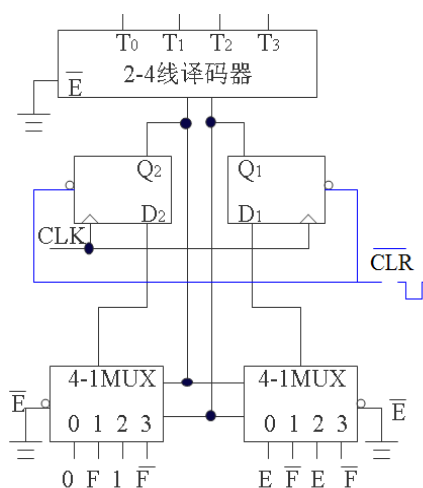 T0 T1 T2 T3
E̅ 2-4线译码器
Q2 Q1
D2 D1
CLK
C̅L̅R̅
4-1MUX 4-1MUX
E̅ E̅
0 1 2 3 0 1 2 3
0 F 1 F̅ E F̅ E F̅